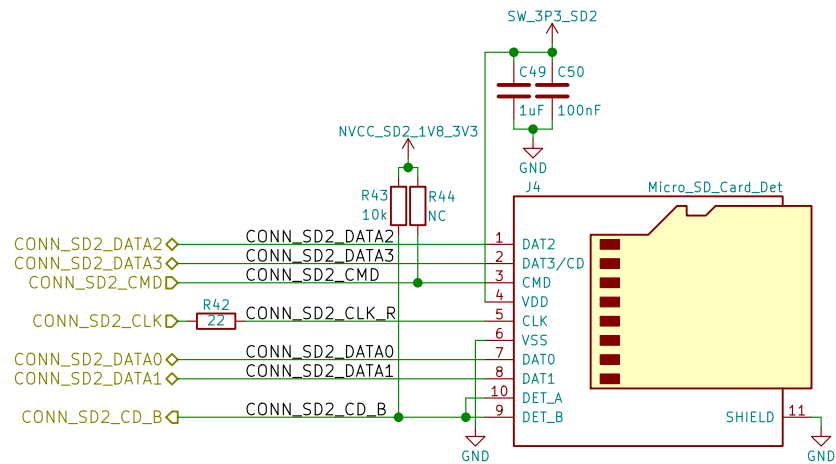 SW_3P3_SD2
C49 C50
1uF 100nF
NVCC_SD2_1V8_3V3
GND
R43 R44
10k NC
J4 Micro_SD_Card_Det
CONN_SD2_DATA2 CONN_SD2_DATA2 1 DAT2
CONN_SD2_DATA3 CONN_SD2_DATA3 2 DAT3/CD
CONN_SD2_CMD CONN_SD2_CMD 3 CMD
4 VDD
R42
CONN_SD2_CLK 22 CONN_SD2_CLK_R 5 CLK
6 VSS
CONN_SD2_DATA0 CONN_SD2_DATA0 7 DAT0
CONN_SD2_DATA1 CONN_SD2_DATA1 8 DAT1
10 DET_A
CONN_SD2_CD_B CONN_SD2_CD_B 9 DET_B
SHIELD 11
GND GND